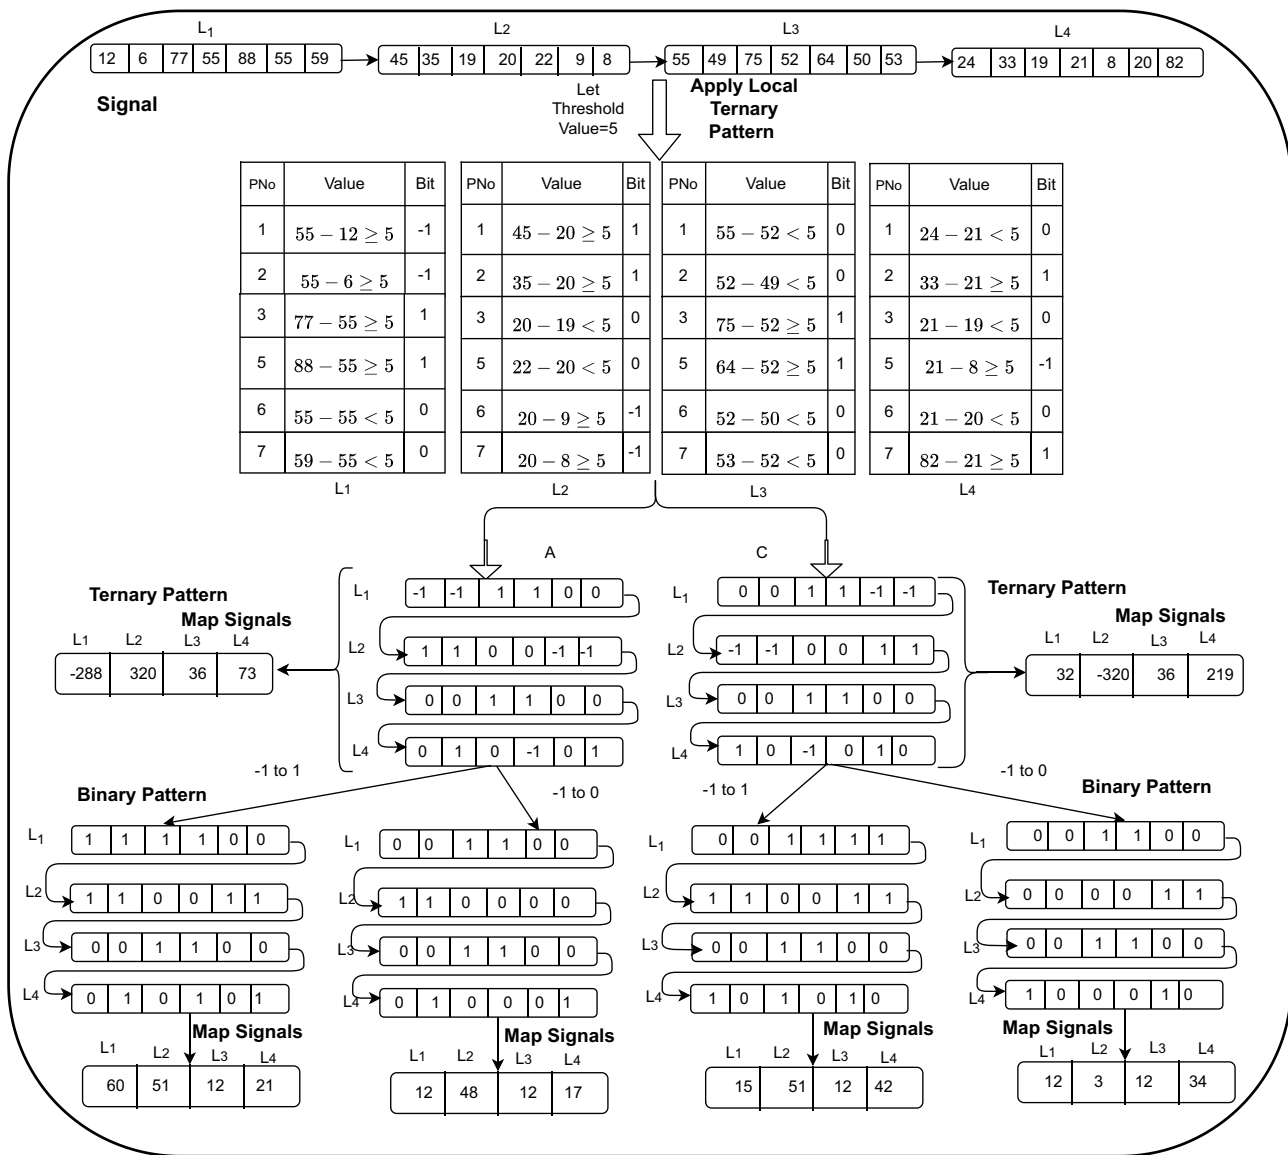 L1 L2 L3 L4
12 6 77 55 88 55 59 45 35 19 20 22 9 8 55 49 75 52 64 50 53 24 33 19 21 8 20 82
Signal
Let
Threshold
Value=5
Apply Local
Ternary
Pattern
PNo Value Bit PNo Value Bit PNo Value Bit PNo Value Bit
1 55 − 12 ≥ 5 -1 1 45 − 20 ≥ 5 1 1 55 − 52 < 5 0 1 24 − 21 < 5 0
2 55 − 6 ≥ 5 -1 2 35 − 20 ≥ 5 1 2 52 − 49 < 5 0 2 33 − 21 ≥ 5 1
3 77 − 55 ≥ 5 1 3 20 − 19 < 5 0 3 75 − 52 ≥ 5 1 3 21 − 19 < 5 0
5 88 − 55 ≥ 5 1 5 22 − 20 < 5 0 5 64 − 52 ≥ 5 1 5 21 − 8 ≥ 5 -1
6 55 − 55 < 5 0 6 20 − 9 ≥ 5 -1 6 52 − 50 < 5 0 6 21 − 20 < 5 0
7 59 − 55 < 5 0 7 20 − 8 ≥ 5 -1 7 53 − 52 < 5 0 7 82 − 21 ≥ 5 1
L1 L2 L3 L4
A
L1 -1 -1 1 1 0 0
L2 1 1 0 0 -1 -1
L3 0 0 1 1 0 0
L4 0 1 0 -1 0 1
C
L1 0 0 1 1 -1 -1
L2 -1 -1 0 0 1 1
L3 0 0 1 1 0 0
L4 1 0 -1 0 1 0
Ternary Pattern
Map Signals
L1 L2 L3 L4
-288 320 36 73
Ternary Pattern
Map Signals
L1 L2 L3 L4
32 -320 36 219
-1 to 1
-1 to 0
-1 to 1
-1 to 0
Binary Pattern
Binary Pattern
L1 1 1 1 1 0 0
L2 1 1 0 0 1 1
L3 0 0 1 1 0 0
L4 0 1 0 1 0 1
Map Signals
L1 L2 L3 L4
60 51 12 21
L1 0 0 1 1 0 0
L2 1 1 0 0 0 0
L3 0 0 1 1 0 0
L4 0 1 0 0 0 1
Map Signals
L1 L2 L3 L4
12 48 12 17
L1 0 0 1 1 1 1
L2 1 1 0 0 1 1
L3 0 0 1 1 0 0
L4 1 0 1 0 1 0
Map Signals
L1 L2 L3 L4
15 51 12 42
L1 0 0 1 1 0 0
L2 0 0 0 0 1 1
L3 0 0 1 1 0 0
L4 1 0 0 0 1 0
Map Signals
L1 L2 L3 L4
12 3 12 34